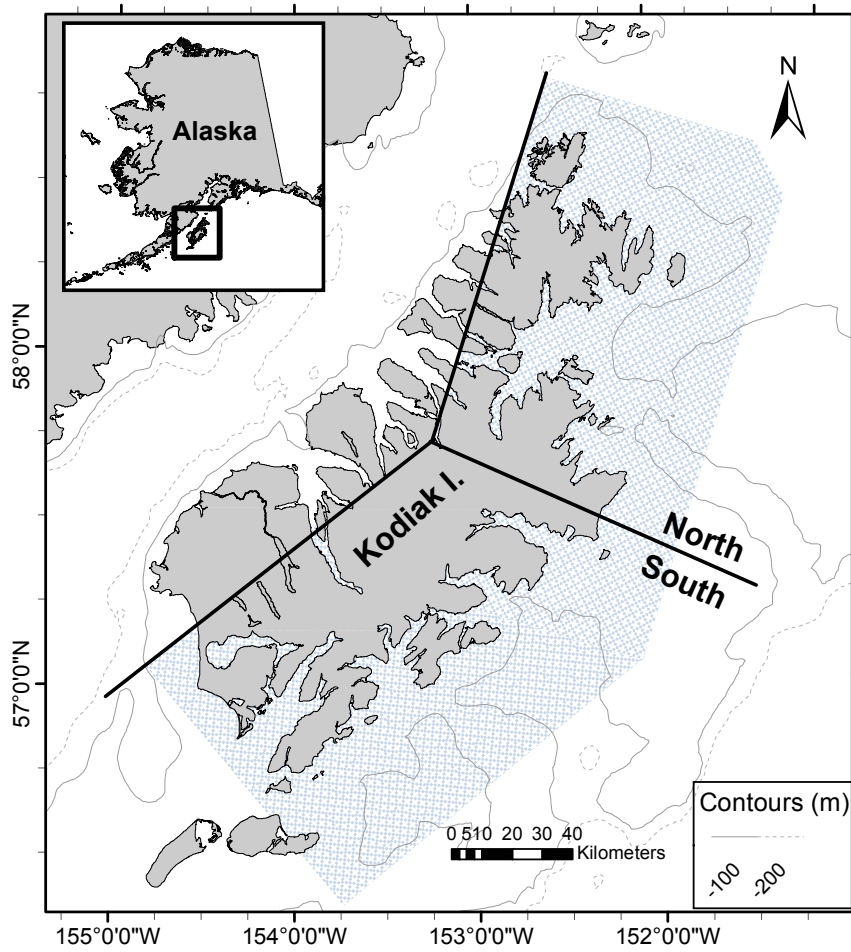 Alaska
N
58°0'0"N
Kodiak I.
North
South
57°0'0"N
Contours (m)
-100
-200
0 5 10 20 30 40
Kilometers
155°0'0"W
154°0'0"W
153°0'0"W
152°0'0"W